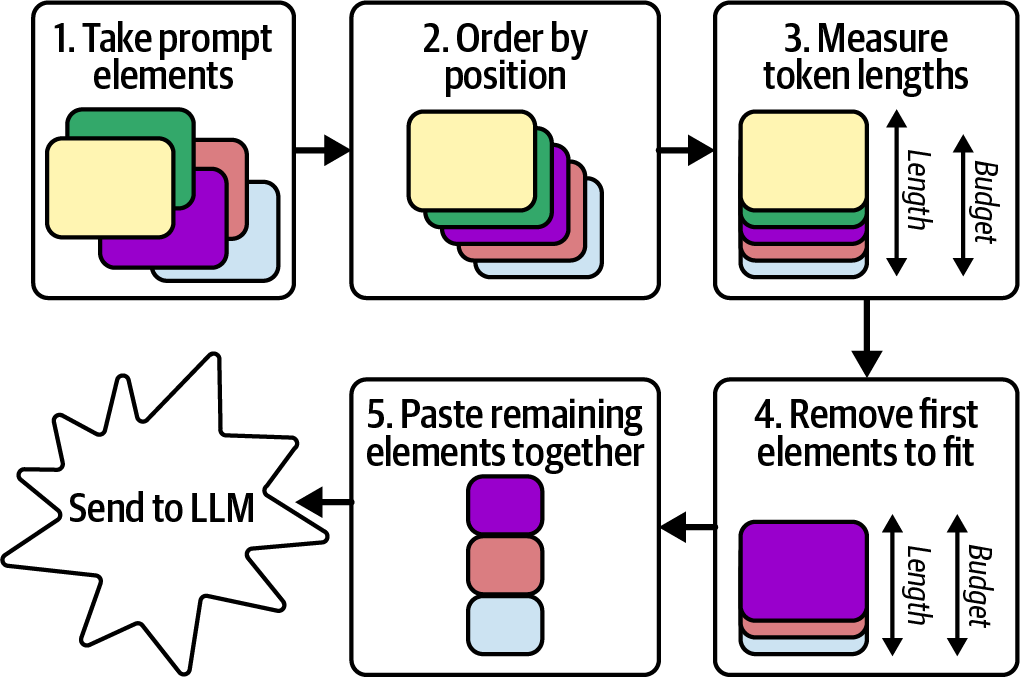 1. Take prompt
elements
2. Order by
position
3. Measure
token lengths
Length
Budget
4. Remove first
elements to fit
Length
Budget
5. Paste remaining
elements together
Send to LLM